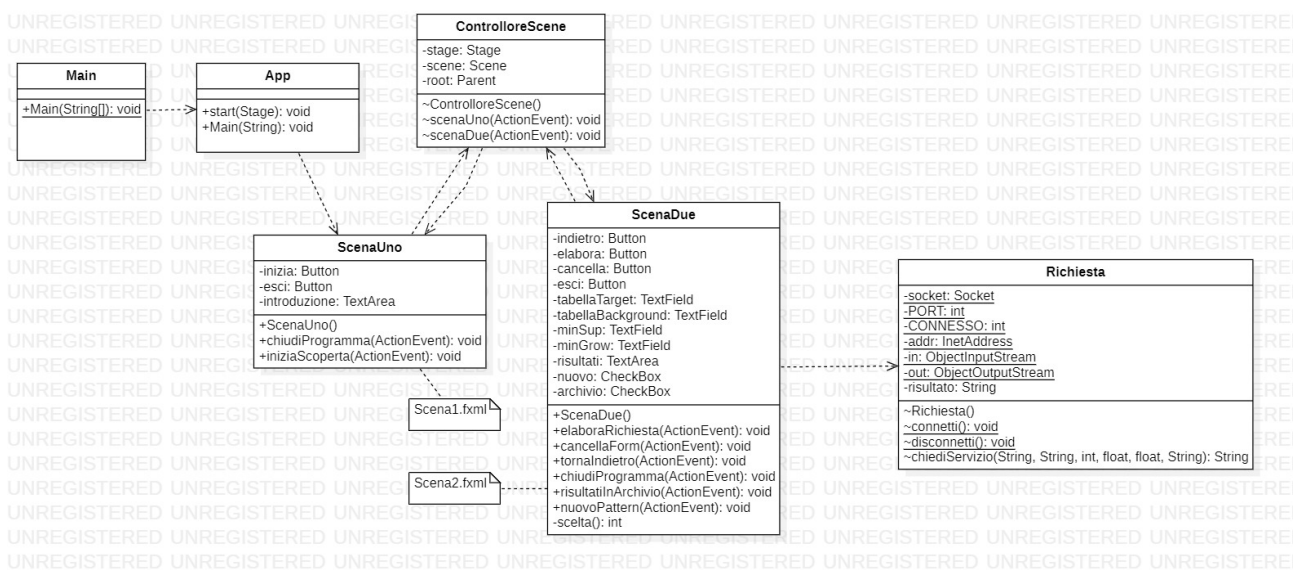 Main
+Main(String[]): void
App
+start(Stage): void
+Main(String): void
ControlloreScene
-stage: Stage
-scene: Scene
-root: Parent
~ControlloreScene()
~scenaUno(ActionEvent): void
~scenaDue(ActionEvent): void
ScenaUno
-inizia: Button
-esci: Button
-introduzione: TextArea
+ScenaUno()
+chiudiProgramma(ActionEvent): void
+iniziaScoperta(ActionEvent): void
Scena1.fxml
Scena2.fxml
ScenaDue
-indietro: Button
-elabora: Button
-cancella: Button
-esci: Button
-tabellaTarget: TextField
-tabellaBackground: TextField
-minSup: TextField
-minGrow: TextField
-risultati: TextArea
-nuovo: CheckBox
-archivio: CheckBox
+ScenaDue()
+elaboraRichiesta(ActionEvent): void
+cancellaForm(ActionEvent): void
+tornaIndietro(ActionEvent): void
+chiudiProgramma(ActionEvent): void
+risultatiInArchivio(ActionEvent): void
+nuovoPattern(ActionEvent): void
-scelta(): int
Richiesta
-socket: Socket
-PORT: int
-CONNESSO: int
-addr: InetAddress
-in: ObjectInputStream
-out: ObjectOutputStream
-risultato: String
~Richiesta()
~connetti(): void
~disconnetti(): void
~chiediServizio(String, String, int, float, float, String): String
UNREGISTERED